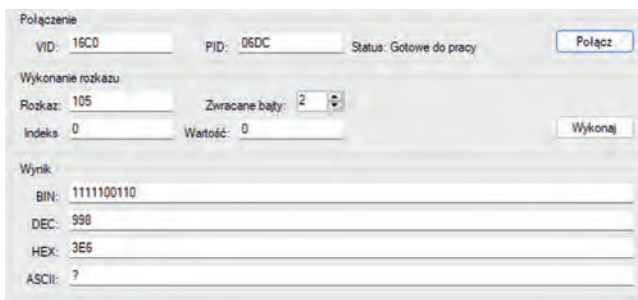 Połączenie
VID: 16C0 PID: 06DC Status: Gotowe do pracy Połącz
Wykonanie rozkazu
Rozkaz: 105 Zwracane bajty: 2
Indeks 0 Wartość: 0 Wykonaj
Wynik
BIN: 1111100110
DEC: 998
HEX: 3E6
ASCII: ?